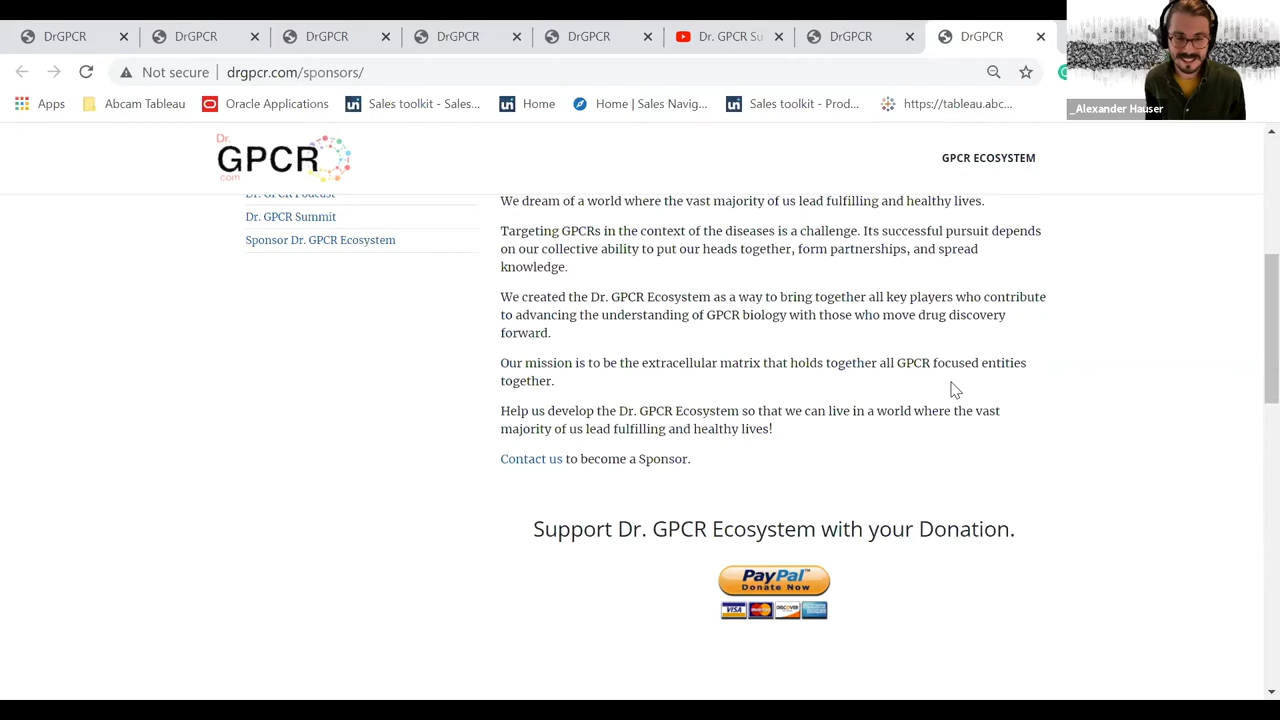 DrGPCR
DrGPCR
DrGPCR
DrGPCR
DrGPCR
Dr. GPCR Su
DrGPCR
DrGPCR
Not secure
drgpcr.com/sponsors/
Apps
Abcam Tableau
Oracle Applications
Sales toolkit - Sales...
Home
Home | Sales Navig...
Sales toolkit - Prod...
https://tableau.abc...
_Alexander Hauser
Dr.
GPCR
com
GPCR ECOSYSTEM
Dr. GPCR Podcast
Dr. GPCR Summit
Sponsor Dr. GPCR Ecosystem
We dream of a world where the vast majority of us lead fulfilling and healthy lives.
Targeting GPCRs in the context of the diseases is a challenge. Its successful pursuit depends
on our collective ability to put our heads together, form partnerships, and spread
knowledge.
We created the Dr. GPCR Ecosystem as a way to bring together all key players who contribute
to advancing the understanding of GPCR biology with those who move drug discovery
forward.
Our mission is to be the extracellular matrix that holds together all GPCR focused entities
together.
Help us develop the Dr. GPCR Ecosystem so that we can live in a world where the vast
majority of us lead fulfilling and healthy lives!
Contact us to become a Sponsor.
Support Dr. GPCR Ecosystem with your Donation.
PayPal™
Donate Now
VISA
MasterCard
DISCOVER